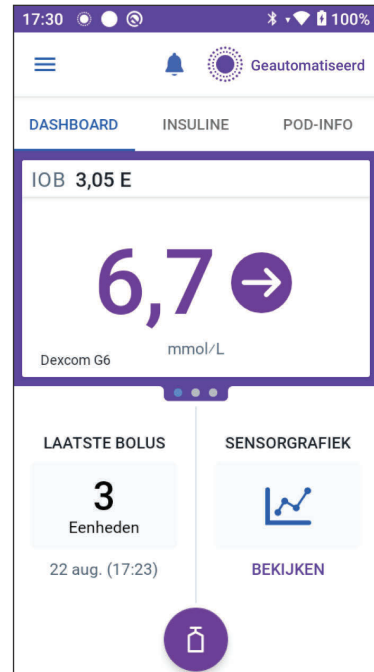 17:30 100%
Geautomatiseerd
DASHBOARD INSULINE POD-INFO
IOB 3,05 E
6,7
mmol/L
Dexcom G6
LAATSTE BOLUS
3
Eenheden
22 aug. (17:23)
SENSORGRAFIEK
BEKIJKEN